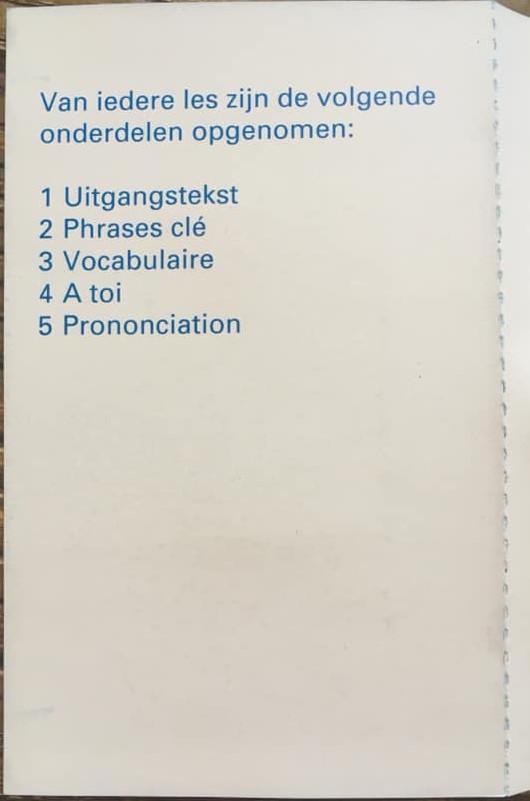 Van iedere les zijn de volgende
onderdelen opgenomen:
1 Uitgangstekst
2 Phrases clé
3 Vocabulaire
4 A toi
5 Prononciation